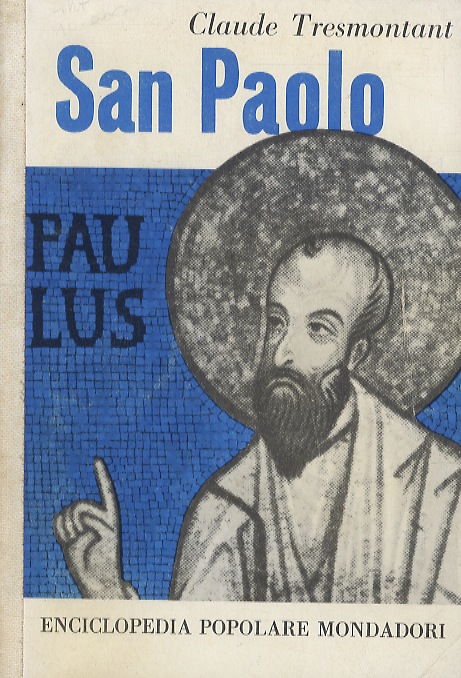 Claude Tresmontant
San Paolo
PAU
LUS
ENCICLOPEDIA POPOLARE MONDADORI